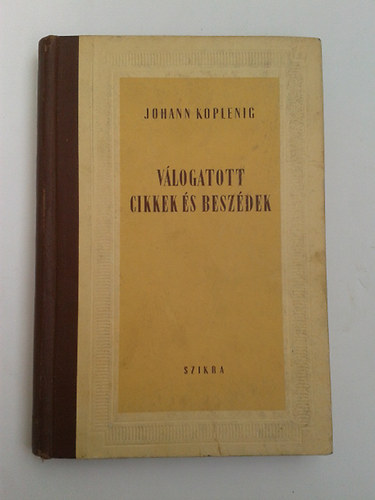 JOHANN KOPLENIG
VÁLOGATOTT
CIKKEK ÉS BESZÉDEK
SZIKRA